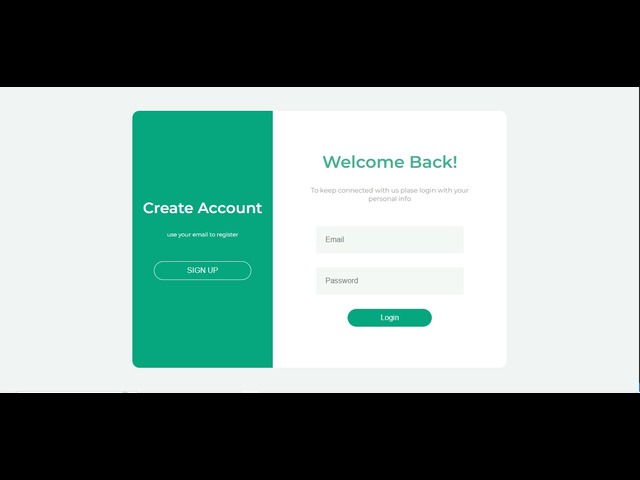 Create Account
use your email to register
SIGN UP
Welcome Back!
To keep connected with us plase login with your
personal info
Email
Password
Login